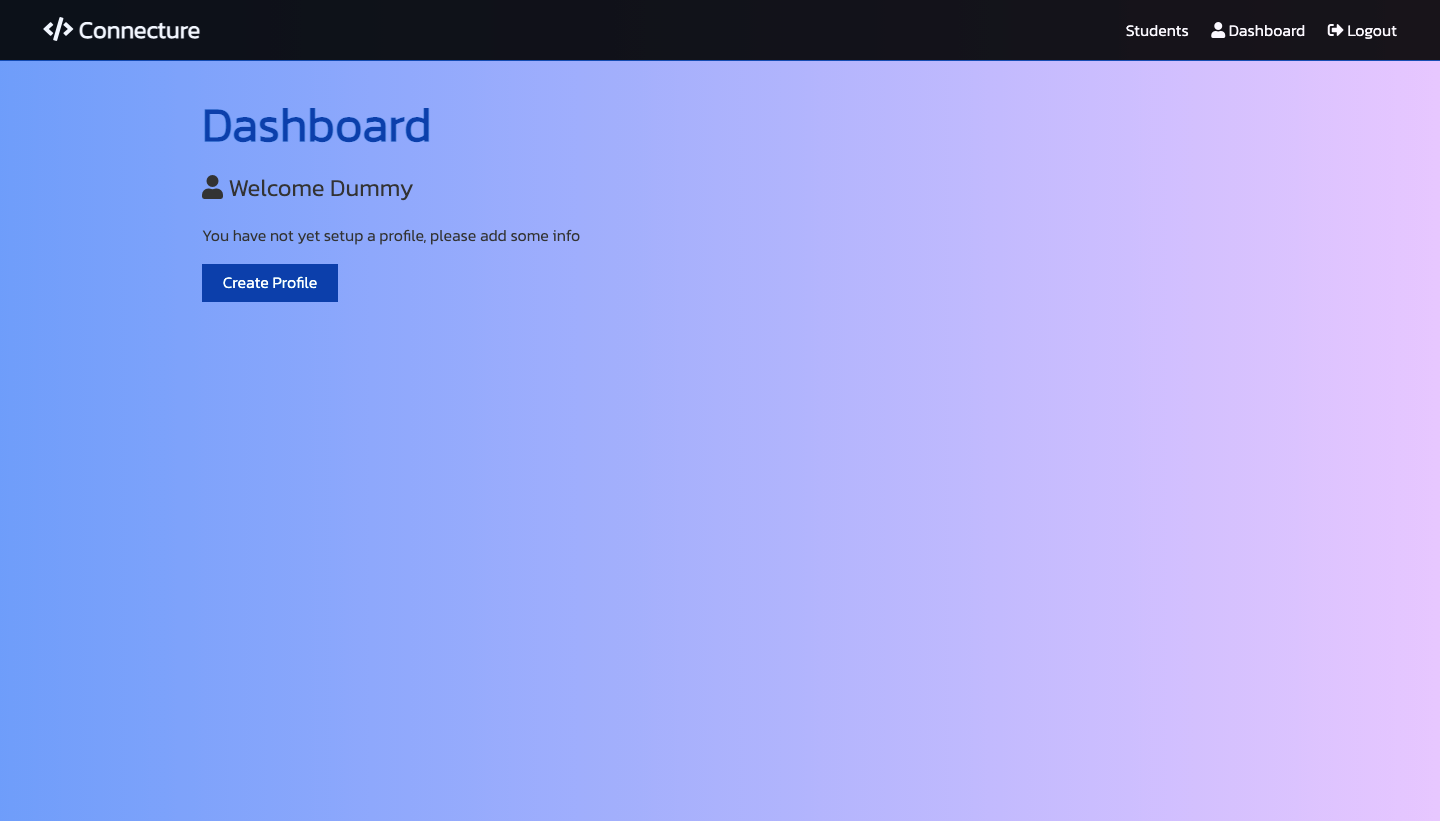 Connecture
Students Dashboard Logout
Dashboard
Welcome Dummy
You have not yet setup a profile, please add some info
Create Profile